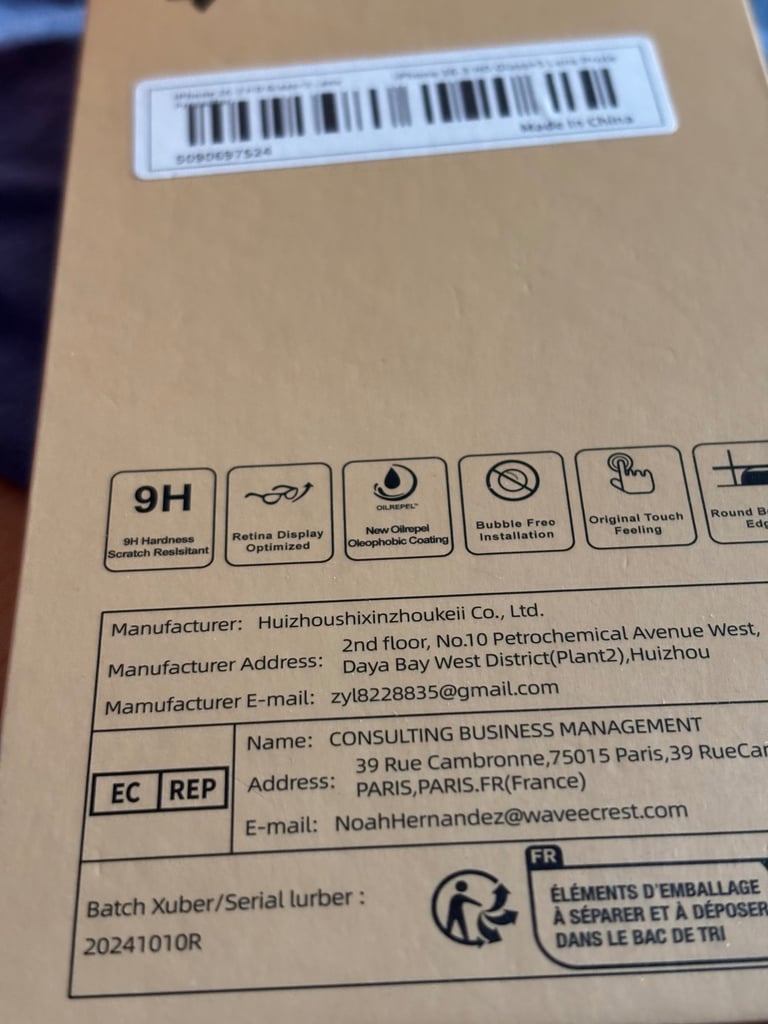 Made in China
5090697524
9H
9H Hardness
Scratch Reslsitant
Retina Display
Optimized
OILREPEL™
New Oilrepel
Oleophobic Coating
Bubble Free
Installation
Original Touch
Feeling
Round
Manufacturer: Huizhoushixinzhoukeii Co., Ltd.
Manufacturer Address: 2nd floor, No.10 Petrochemical Avenue West,
Daya Bay West District(Plant2),Huizhou
Mamufacturer E-mail: zyl8228835@gmail.com
EC REP
Name: CONSULTING BUSINESS MANAGEMENT
Address: 39 Rue Cambronne,75015 Paris,39 RueCar
PARIS,PARIS.FR(France)
E-mail: NoahHernandez@waveecrest.com
Batch Xuber/Serial lurber :
20241010R
FR
ÉLÉMENTS D'EMBALLAGE
À SÉPARER ET À DÉPOSER
DANS LE BAC DE TRI